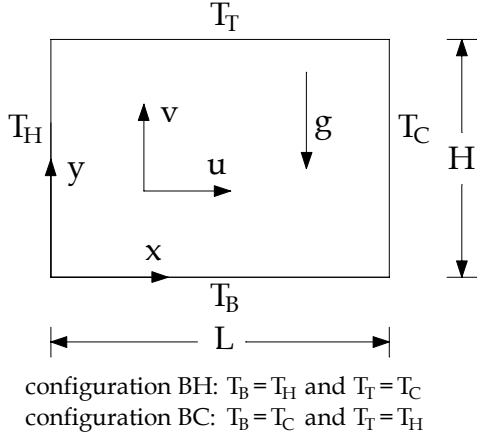 T_T
T_H
v
g
T_C
y
u
H
x
T_B
L
configuration BH: T_B=T_H and T_T=T_C
configuration BC: T_B=T_C and T_T=T_H